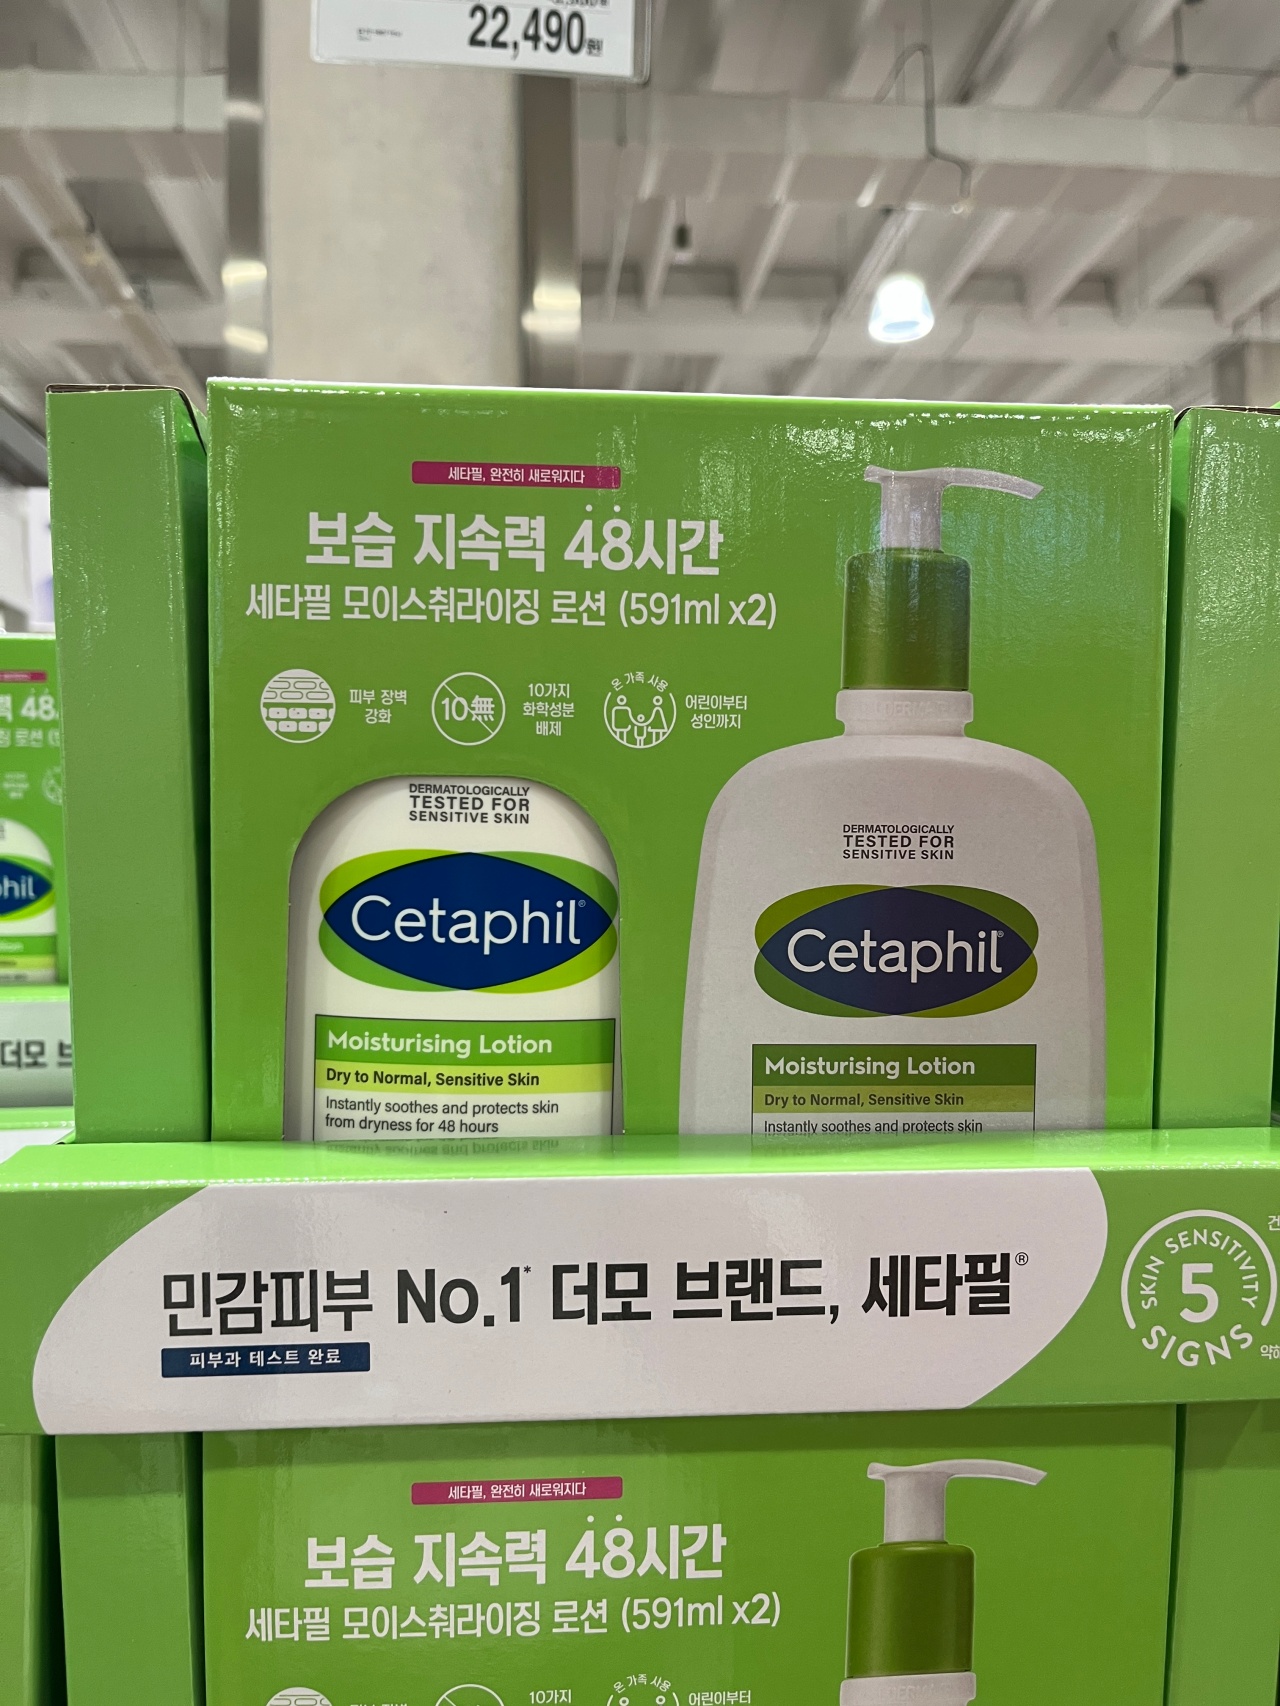 22,490원
세타필, 완전히 새로워지다
보습 지속력 48시간
세타필 모이스춰라이징 로션 (591ml x2)
피부 장벽
강화
10無
10가지
화학성분
배제
온 가족 사용
어린이부터
성인까지
DERMATOLOGICALLY
TESTED FOR
SENSITIVE SKIN
Cetaphil®
Moisturising Lotion
Dry to Normal, Sensitive Skin
Instantly soothes and protects skin
from dryness for 48 hours
DERMATOLOGICALLY
TESTED FOR
SENSITIVE SKIN
Cetaphil®
Moisturising Lotion
Dry to Normal, Sensitive Skin
Instantly soothes and protects skin
민감피부 No.1* 더모 브랜드, 세타필®
피부과 테스트 완료
SKIN SENSITIVITY
5
SIGNS
세타필, 완전히 새로워지다
보습 지속력 48시간
세타필 모이스춰라이징 로션 (591ml x2)
10가지
온 가족 사용
어린이부터